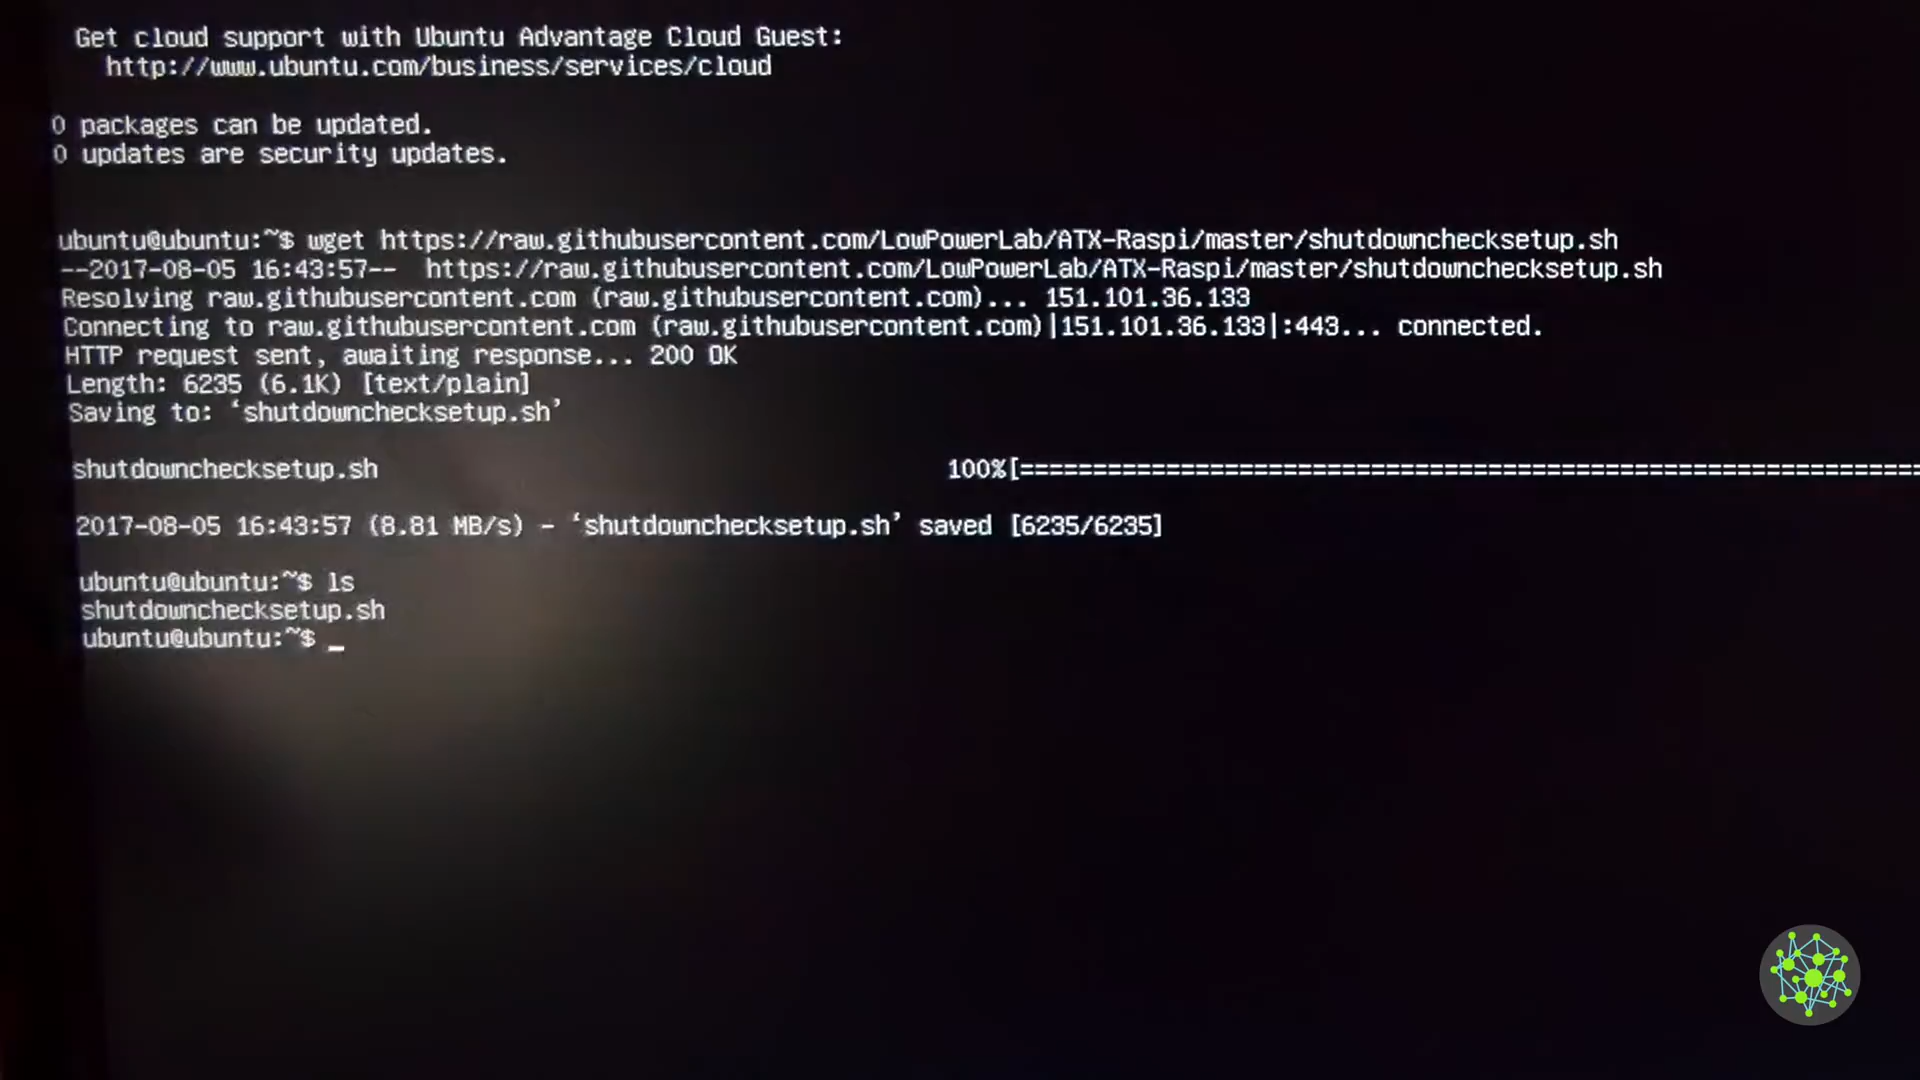 Get cloud support with Ubuntu Advantage Cloud Guest:
http://www.ubuntu.com/business/services/cloud
0 packages can be updated.
0 updates are security updates.
ubuntu@ubuntu:~$ wget https://raw.githubusercontent.com/LowPowerLab/ATX-Raspi/master/shutdownchecksetup.sh
--2017-08-05 16:43:57--  https://raw.githubusercontent.com/LowPowerLab/ATX-Raspi/master/shutdownchecksetup.sh
Resolving raw.githubusercontent.com (raw.githubusercontent.com)... 151.101.36.133
Connecting to raw.githubusercontent.com (raw.githubusercontent.com)|151.101.36.133|:443... connected.
HTTP request sent, awaiting response... 200 OK
Length: 6235 (6.1K) [text/plain]
Saving to: ‘shutdownchecksetup.sh’
shutdownchecksetup.sh 100%[==============================================================
2017-08-05 16:43:57 (8.81 MB/s) - ‘shutdownchecksetup.sh’ saved [6235/6235]
ubuntu@ubuntu:~$ ls
shutdownchecksetup.sh
ubuntu@ubuntu:~$ _